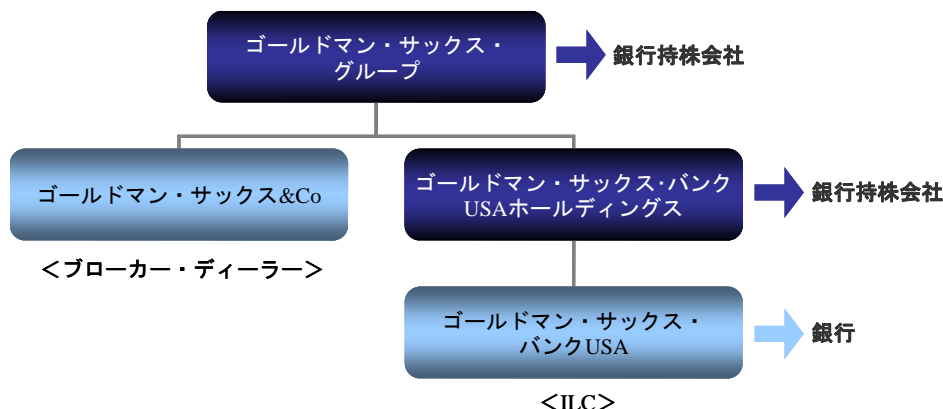 ゴールドマン・サックス・
グループ
銀行持株会社
ゴールドマン・サックス&Co
ゴールドマン・サックス・バンク
USAホールディングス
銀行持株会社
＜ブローカー・ディーラー＞
ゴールドマン・サックス・
バンクUSA
銀行
＜ILC＞